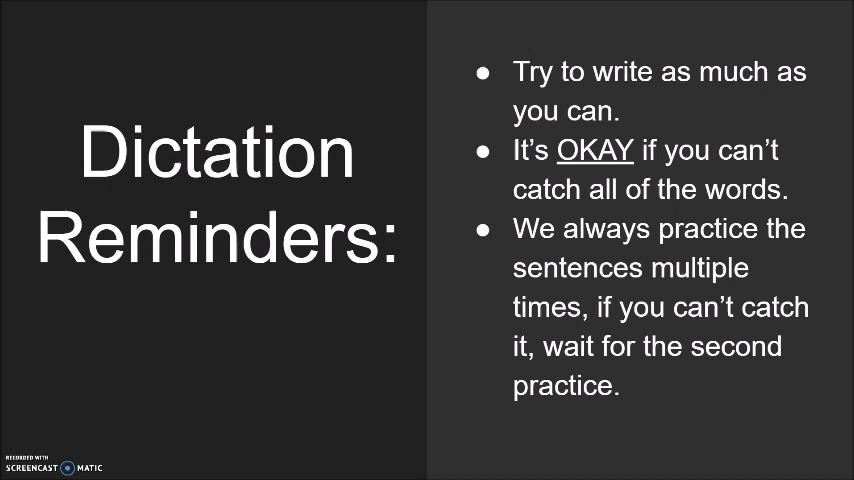 Dictation
Reminders:
● Try to write as much as
you can.
● It’s OKAY if you can’t
catch all of the words.
● We always practice the
sentences multiple
times, if you can’t catch
it, wait for the second
practice.
RECORDED WITH
SCREENCAST MATIC